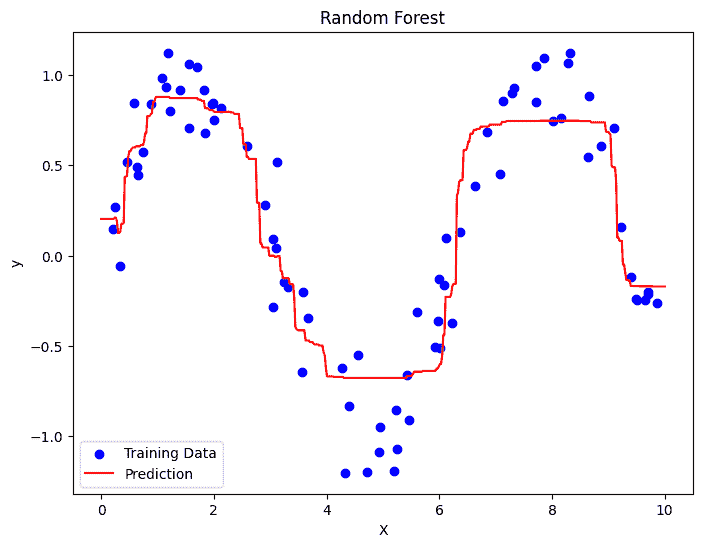 Random Forest
1.0
0.5
0.0
−0.5
−1.0
y
Training Data
Prediction
0 2 4 6 8 10
X